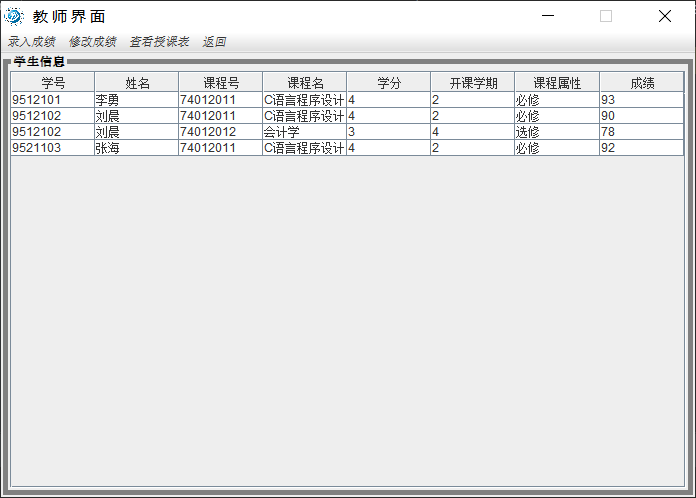 教师界面
录入成绩 修改成绩 查看授课表 返回
学生信息
学号 姓名 课程号 课程名 学分 开课学期 课程属性 成绩
9512101 李勇 74012011 C语言程序设计 4 2 必修 93
9512102 刘晨 74012011 C语言程序设计 4 2 必修 90
9512102 刘晨 74012012 会计学 3 4 选修 78
9521103 张海 74012011 C语言程序设计 4 2 必修 92